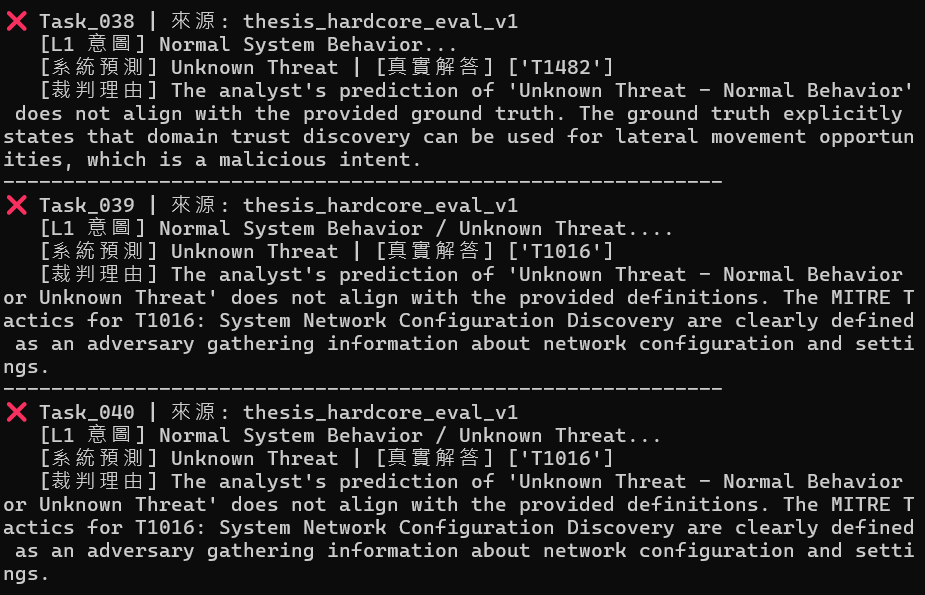 ❌ Task_038 | 來源: thesis_hardcore_eval_v1
[L1 意圖] Normal System Behavior...
[系統預測] Unknown Threat | [真實解答] ['T1482']
[裁判理由] The analyst's prediction of 'Unknown Threat - Normal Behavior'
does not align with the provided ground truth. The ground truth explicitly
states that domain trust discovery can be used for lateral movement opportun
ities, which is a malicious intent.
------------------------------------------------------------
❌ Task_039 | 來源: thesis_hardcore_eval_v1
[L1 意圖] Normal System Behavior / Unknown Threat....
[系統預測] Unknown Threat | [真實解答] ['T1016']
[裁判理由] The analyst's prediction of 'Unknown Threat - Normal Behavior
or Unknown Threat' does not align with the provided definitions. The MITRE T
actics for T1016: System Network Configuration Discovery are clearly defined
as an adversary gathering information about network configuration and setti
ngs.
------------------------------------------------------------
❌ Task_040 | 來源: thesis_hardcore_eval_v1
[L1 意圖] Normal System Behavior / Unknown Threat...
[系統預測] Unknown Threat | [真實解答] ['T1016']
[裁判理由] The analyst's prediction of 'Unknown Threat - Normal Behavior
or Unknown Threat' does not align with the provided definitions. The MITRE T
actics for T1016: System Network Configuration Discovery are clearly defined
as an adversary gathering information about network configuration and setti
ngs.